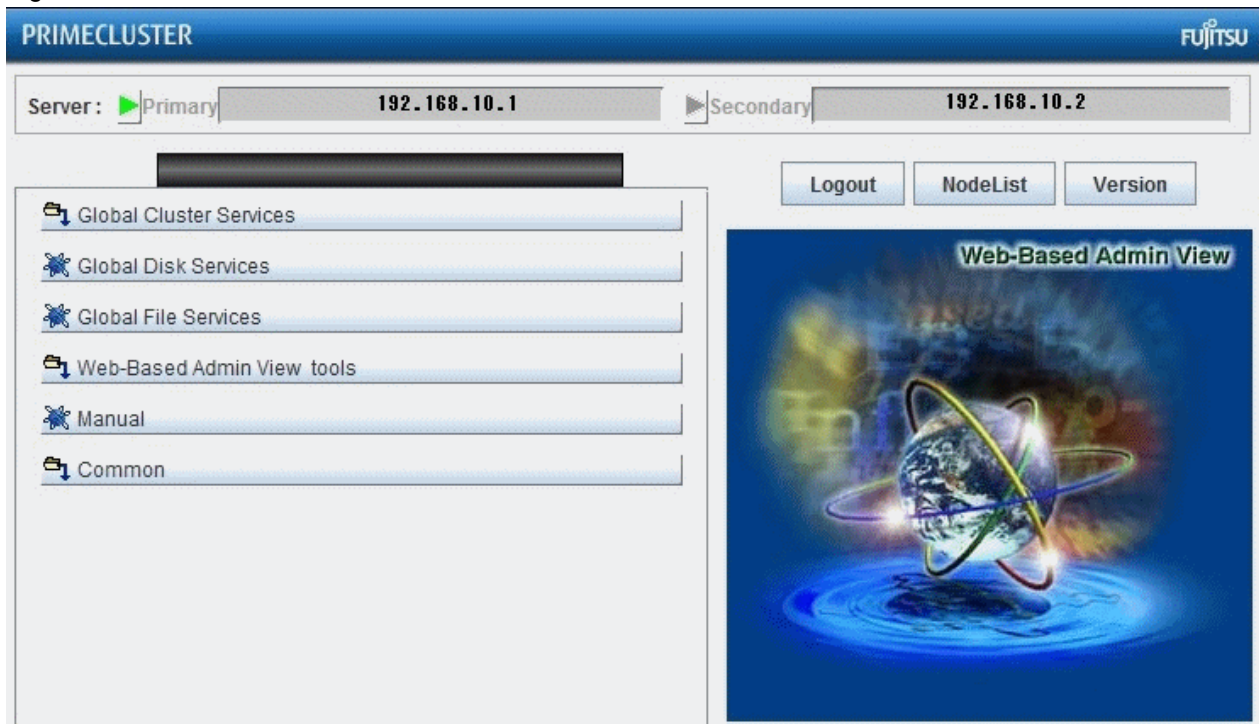 PRIMECLUSTER
FUJITSU
Server : Primary 192.168.10.1 Secondary 192.168.10.2
Logout NodeList Version
Global Cluster Services
Global Disk Services
Global File Services
Web-Based Admin View tools
Manual
Common
Web-Based Admin View